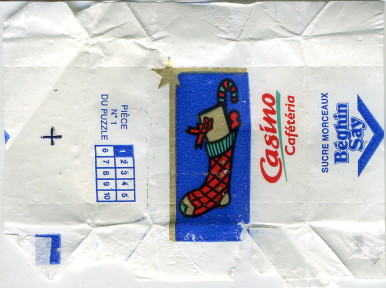 PIÈCE
N° 1
DU PUZZLE
1 2 3 4 5
6 7 8 9 10
Casino
Cafétéria
SUCRE MORCEAUX
Béghin
Say